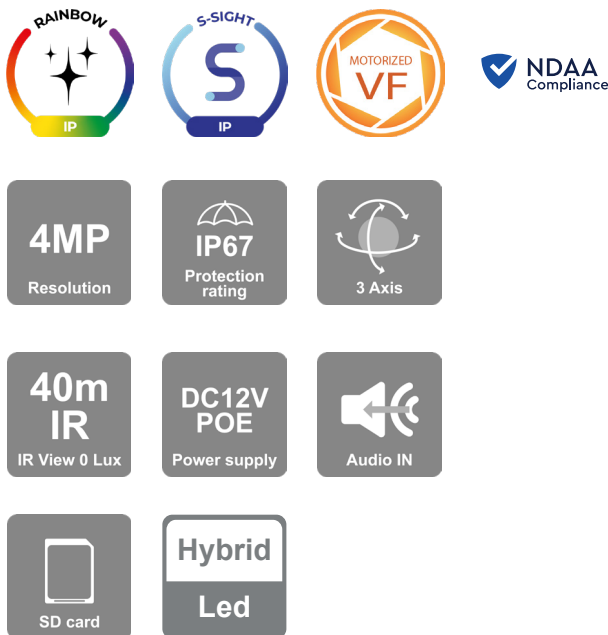 RAINBOW
IP
S-SIGHT
S
IP
MOTORIZED
VF
NDAA
Compliance
4MP
Resolution
IP67
Protection
rating
3 Axis
40m
IR
IR View 0 Lux
DC12V
POE
Power supply
Audio IN
SD card
Hybrid
Led